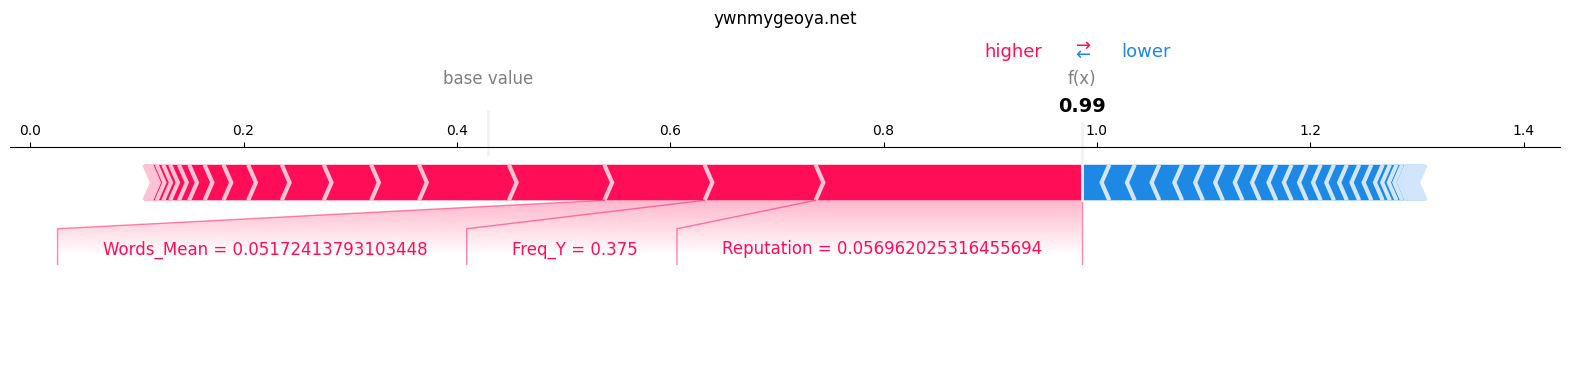 ywnmygeoya.net
higher ⇄ lower
base value f(x)
0.99
0.0 0.2 0.4 0.6 0.8 1.0 1.2 1.4
Words_Mean = 0.05172413793103448 Freq_Y = 0.375 Reputation = 0.056962025316455694